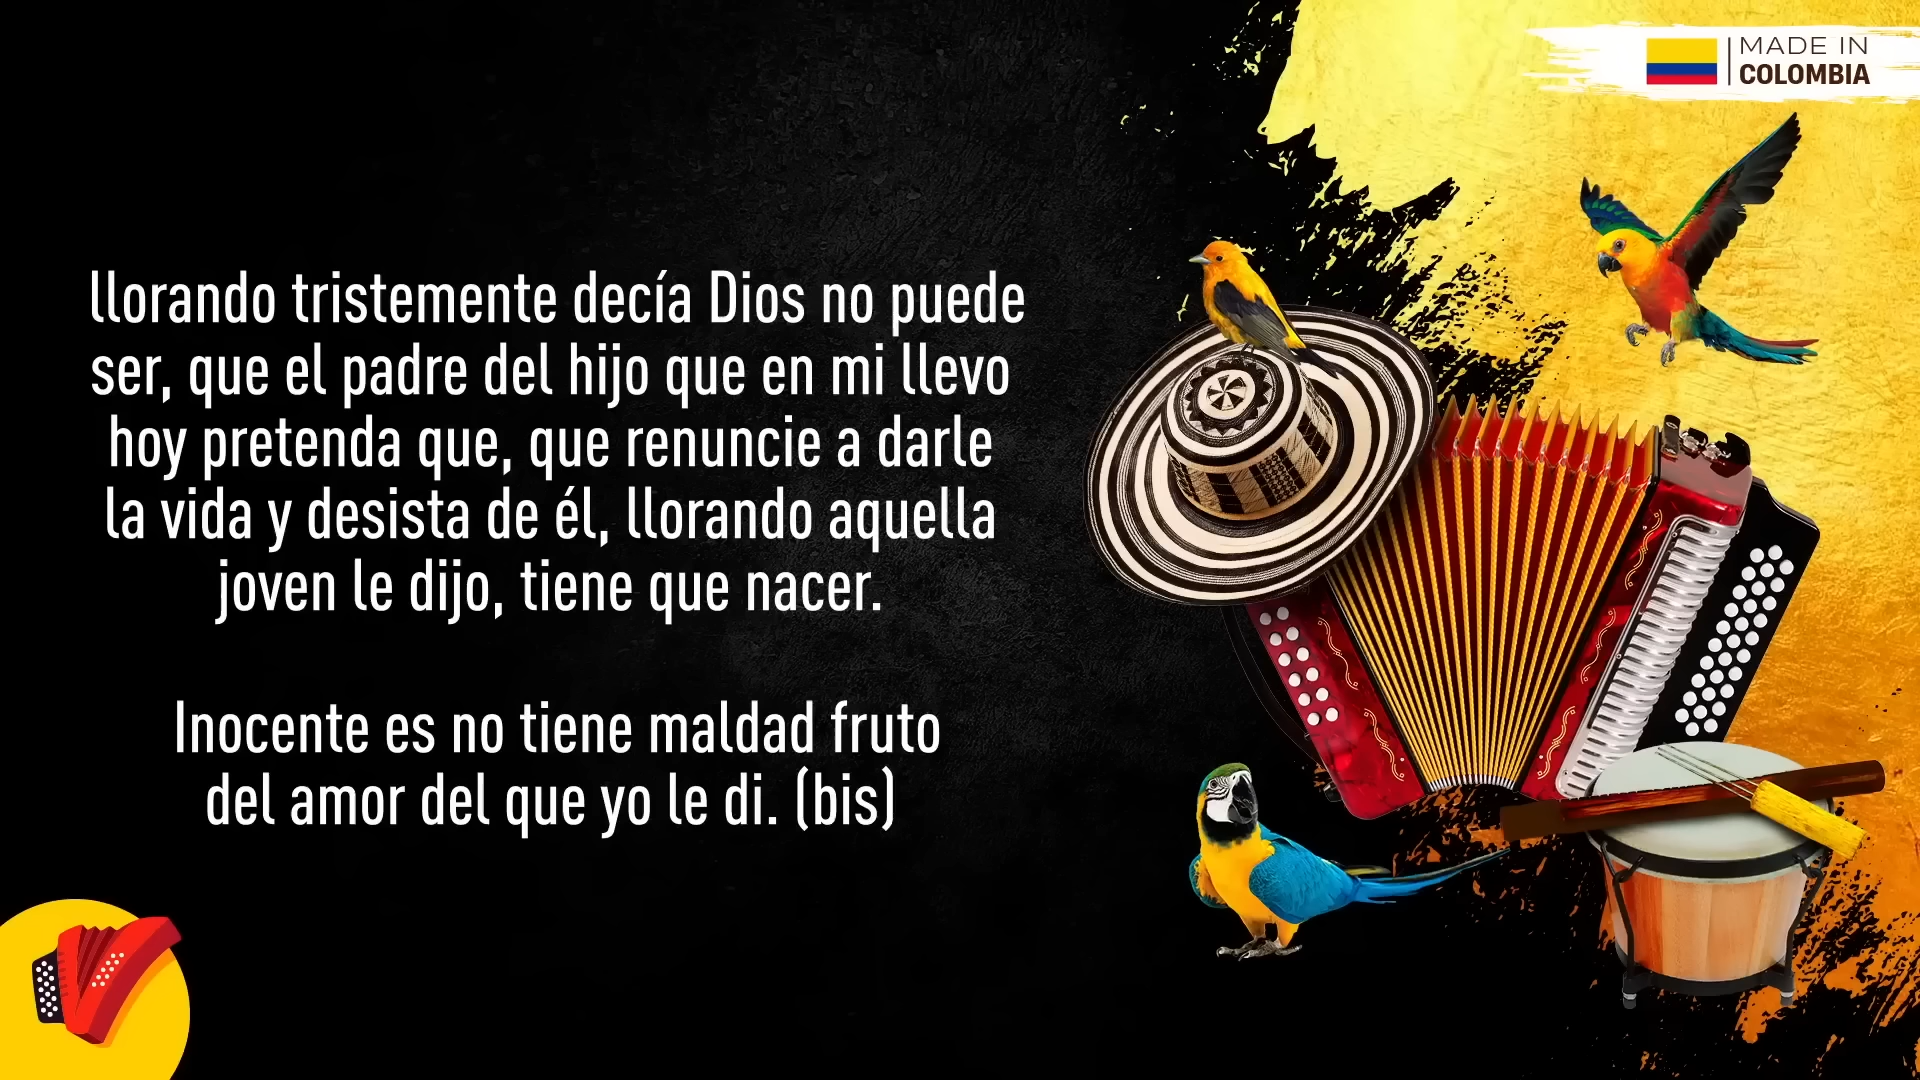 MADE IN
COLOMBIA
llorando tristemente decía Dios no puede
ser, que el padre del hijo que en mi llevo
hoy pretenda que, que renuncie a darle
la vida y desista de él, llorando aquella
joven le dijo, tiene que nacer.
Inocente es no tiene maldad fruto
del amor del que yo le di. (bis)